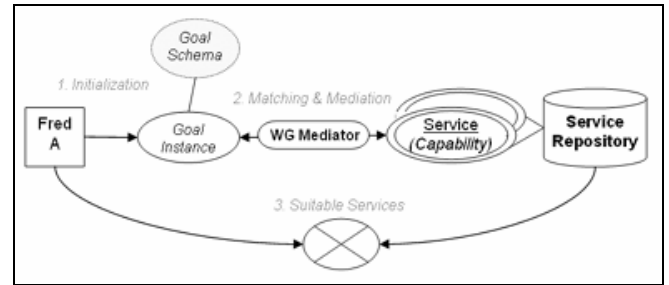 Goal
Schema
1. Initialization
2. Matching & Mediation
Fred
A
Goal
Instance
WG Mediator
Service
(Capability)
Service
Repository
3. Suitable Services